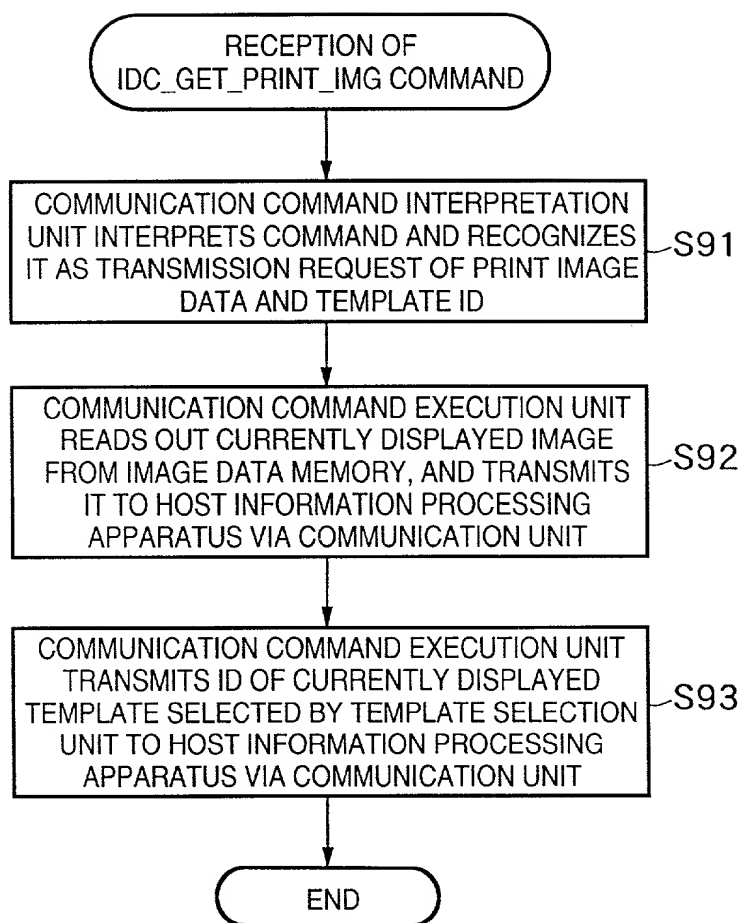 RECEPTION OF
IDC_GET_PRINT_IMG COMMAND
COMMUNICATION COMMAND INTERPRETATION
UNIT INTERPRETS COMMAND AND RECOGNIZES
IT AS TRANSMISSION REQUEST OF PRINT IMAGE
DATA AND TEMPLATE ID
S91
COMMUNICATION COMMAND EXECUTION UNIT
READS OUT CURRENTLY DISPLAYED IMAGE
FROM IMAGE DATA MEMORY, AND TRANSMITS
IT TO HOST INFORMATION PROCESSING
APPARATUS VIA COMMUNICATION UNIT
S92
COMMUNICATION COMMAND EXECUTION UNIT
TRANSMITS ID OF CURRENTLY DISPLAYED
TEMPLATE SELECTED BY TEMPLATE SELECTION
UNIT TO HOST INFORMATION PROCESSING
APPARATUS VIA COMMUNICATION UNIT
S93
END